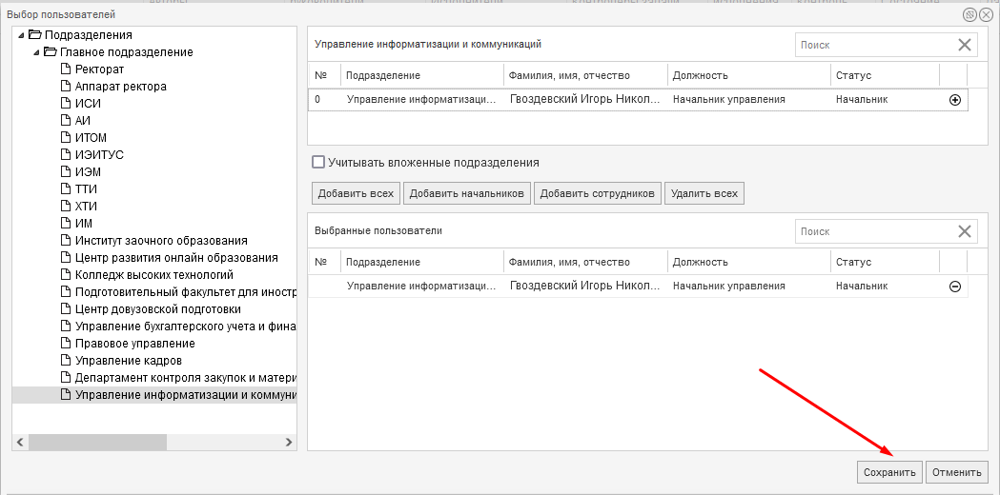 Выбор пользователей
Подразделения
Главное подразделение
Ректорат
Аппарат ректора
ИСИ
АИ
ИТОМ
ИЭИТУС
ИЭМ
ТТИ
ХТИ
ИМ
Институт заочного образования
Центр развития онлайн образования
Колледж высоких технологий
Подготовительный факультет для иностр
Центр довузовской подготовки
Управление бухгалтерского учета и фина
Правовое управление
Управление кадров
Департамент контроля закупок и матери
Управление информатизации и коммуни
Управление информатизации и коммуникаций
Поиск
№ Подразделение Фамилия, имя, отчество Должность Статус
0 Управление информатизаци... Гвоздевский Игорь Никол... Начальник управления Начальник
Учитывать вложенные подразделения
Добавить всех Добавить начальников Добавить сотрудников Удалить всех
Выбранные пользователи
Поиск
№ Подразделение Фамилия, имя, отчество Должность Статус
Управление информатизаци... Гвоздевский Игорь Никол... Начальник управления Начальник
Сохранить Отменить